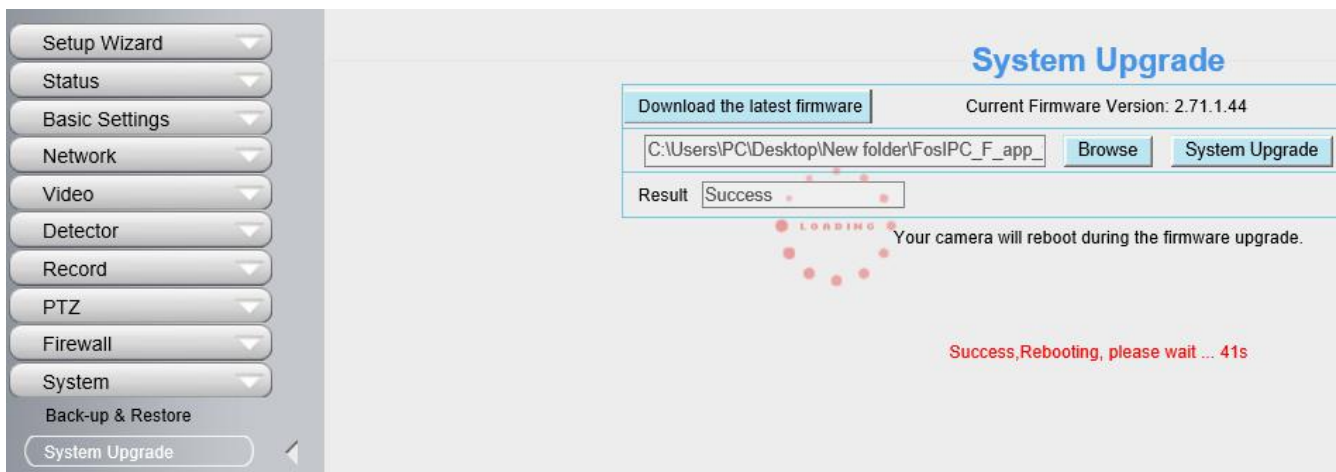 Setup Wizard
Status
Basic Settings
Network
Video
Detector
Record
PTZ
Firewall
System
Back-up & Restore
System Upgrade
System Upgrade
Download the latest firmware
Current Firmware Version: 2.71.1.44
C:\Users\PC\Desktop\New folder\FosIPC_F_app_
Browse
System Upgrade
Result
Success
LOADING
Your camera will reboot during the firmware upgrade.
Success,Rebooting, please wait ... 41s